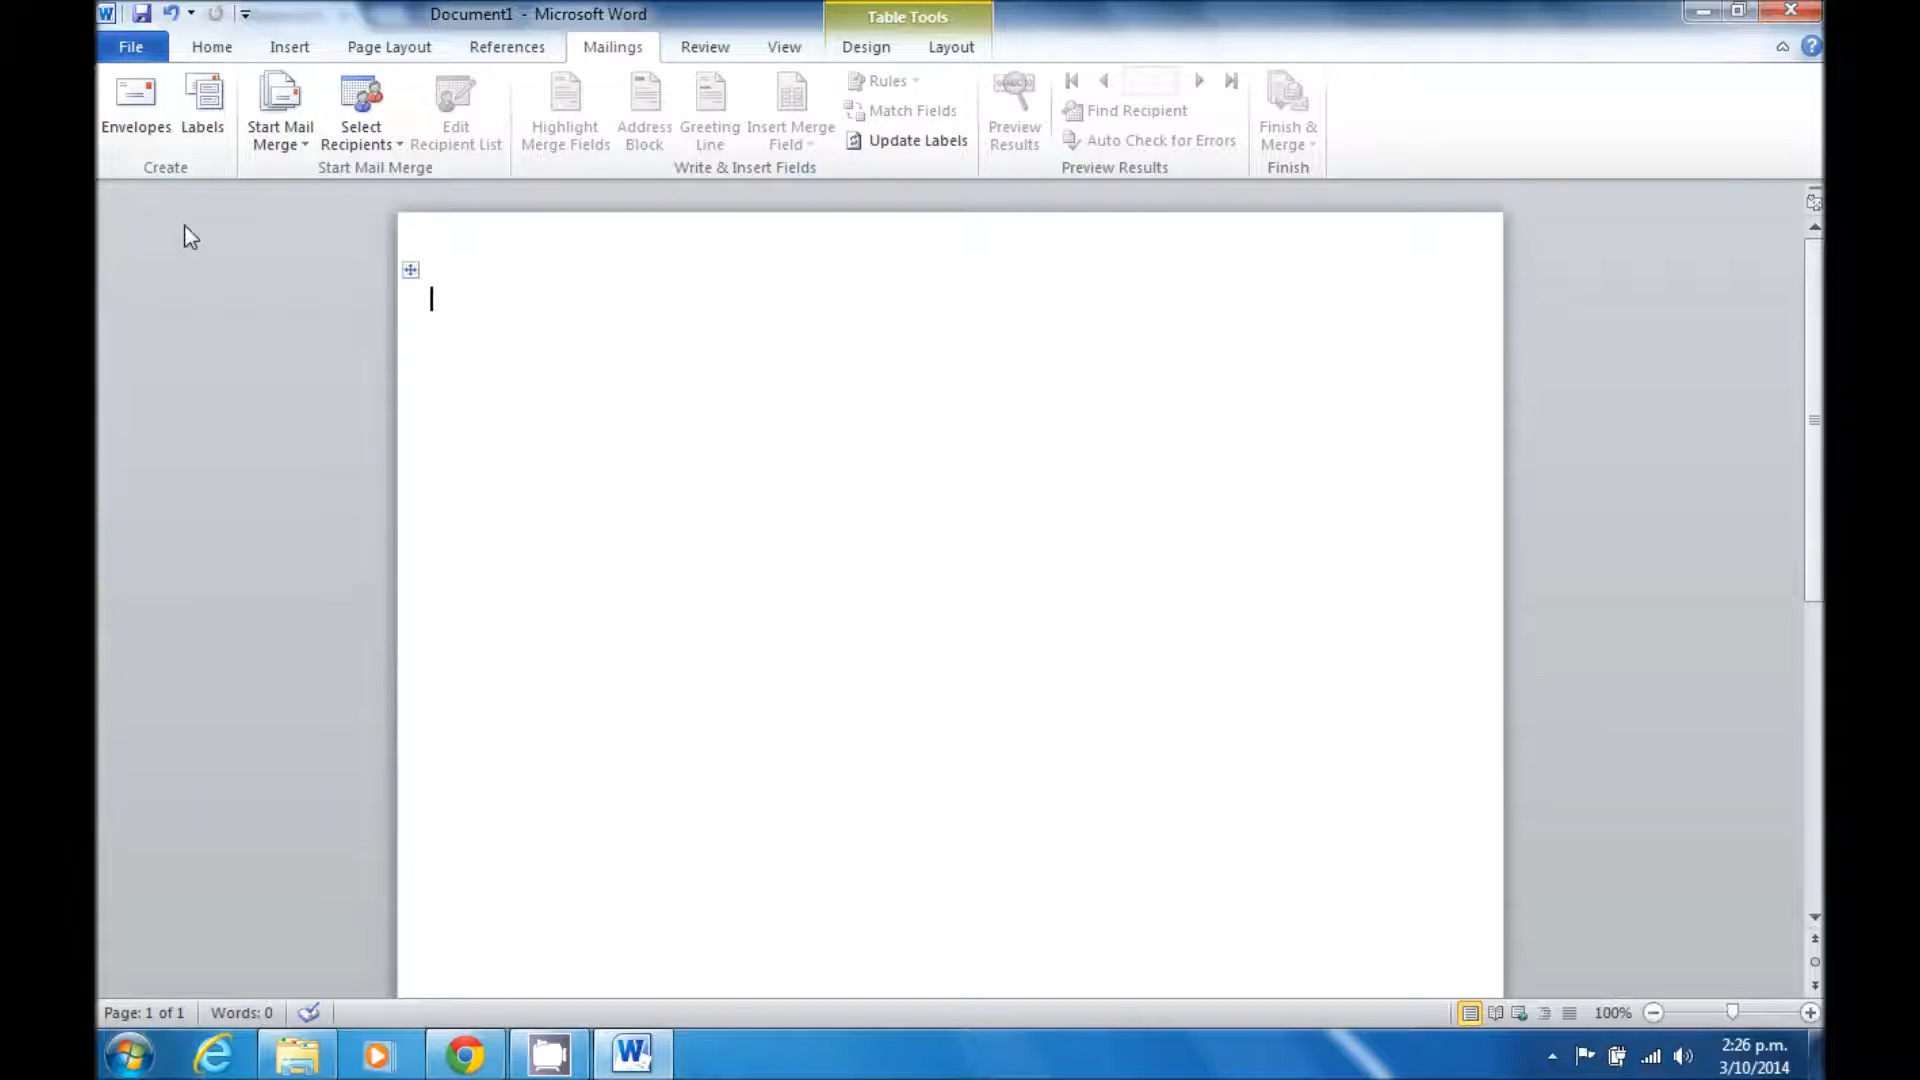 Document1 - Microsoft Word
Table Tools
File Home Insert Page Layout References Mailings Review View Design Layout
Envelopes
Labels
Start Mail
Merge
Select
Recipients
Edit
Recipient List
Highlight
Merge Fields
Address
Block
Greeting
Line
Insert Merge
Field
Rules
Match Fields
Update Labels
Preview
Results
Find Recipient
Auto Check for Errors
Finish &
Merge
Create
Start Mail Merge
Write & Insert Fields
Preview Results
Finish
Page: 1 of 1 Words: 0 100%
2:26 p.m.
3/10/2014